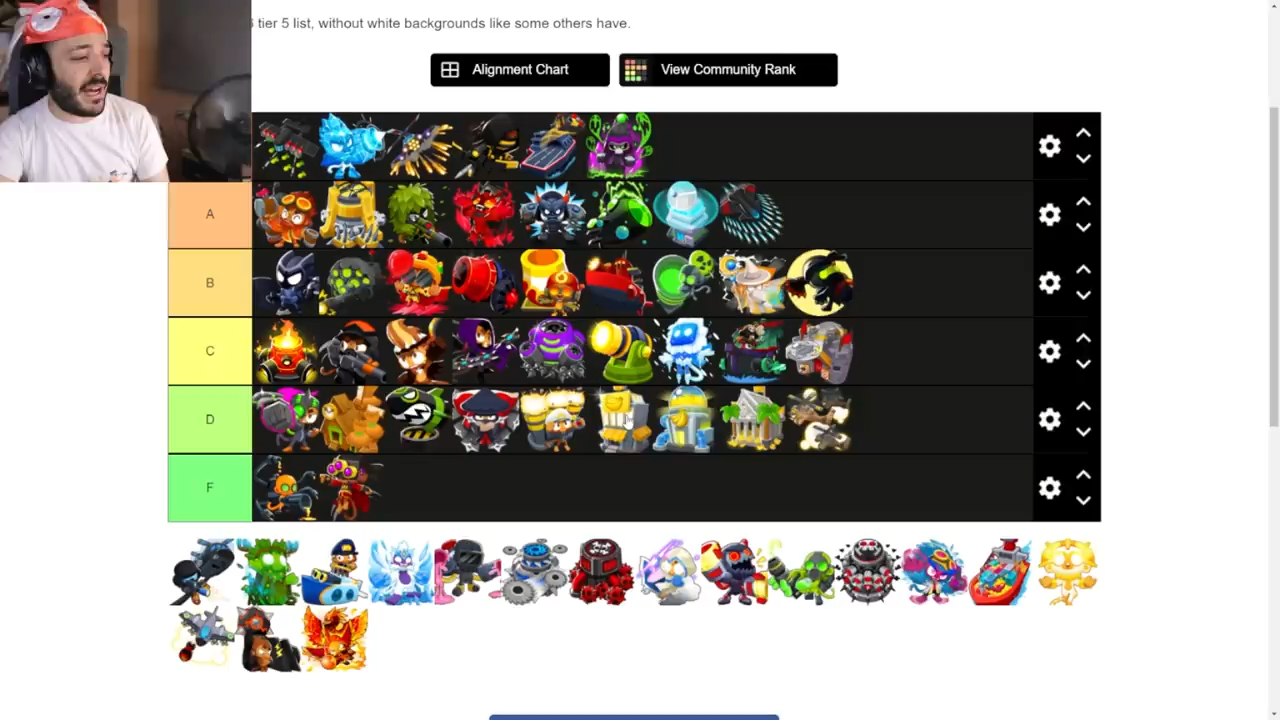 tier 5 list, without white backgrounds like some others have.
Alignment Chart
View Community Rank
A
B
C
D
F